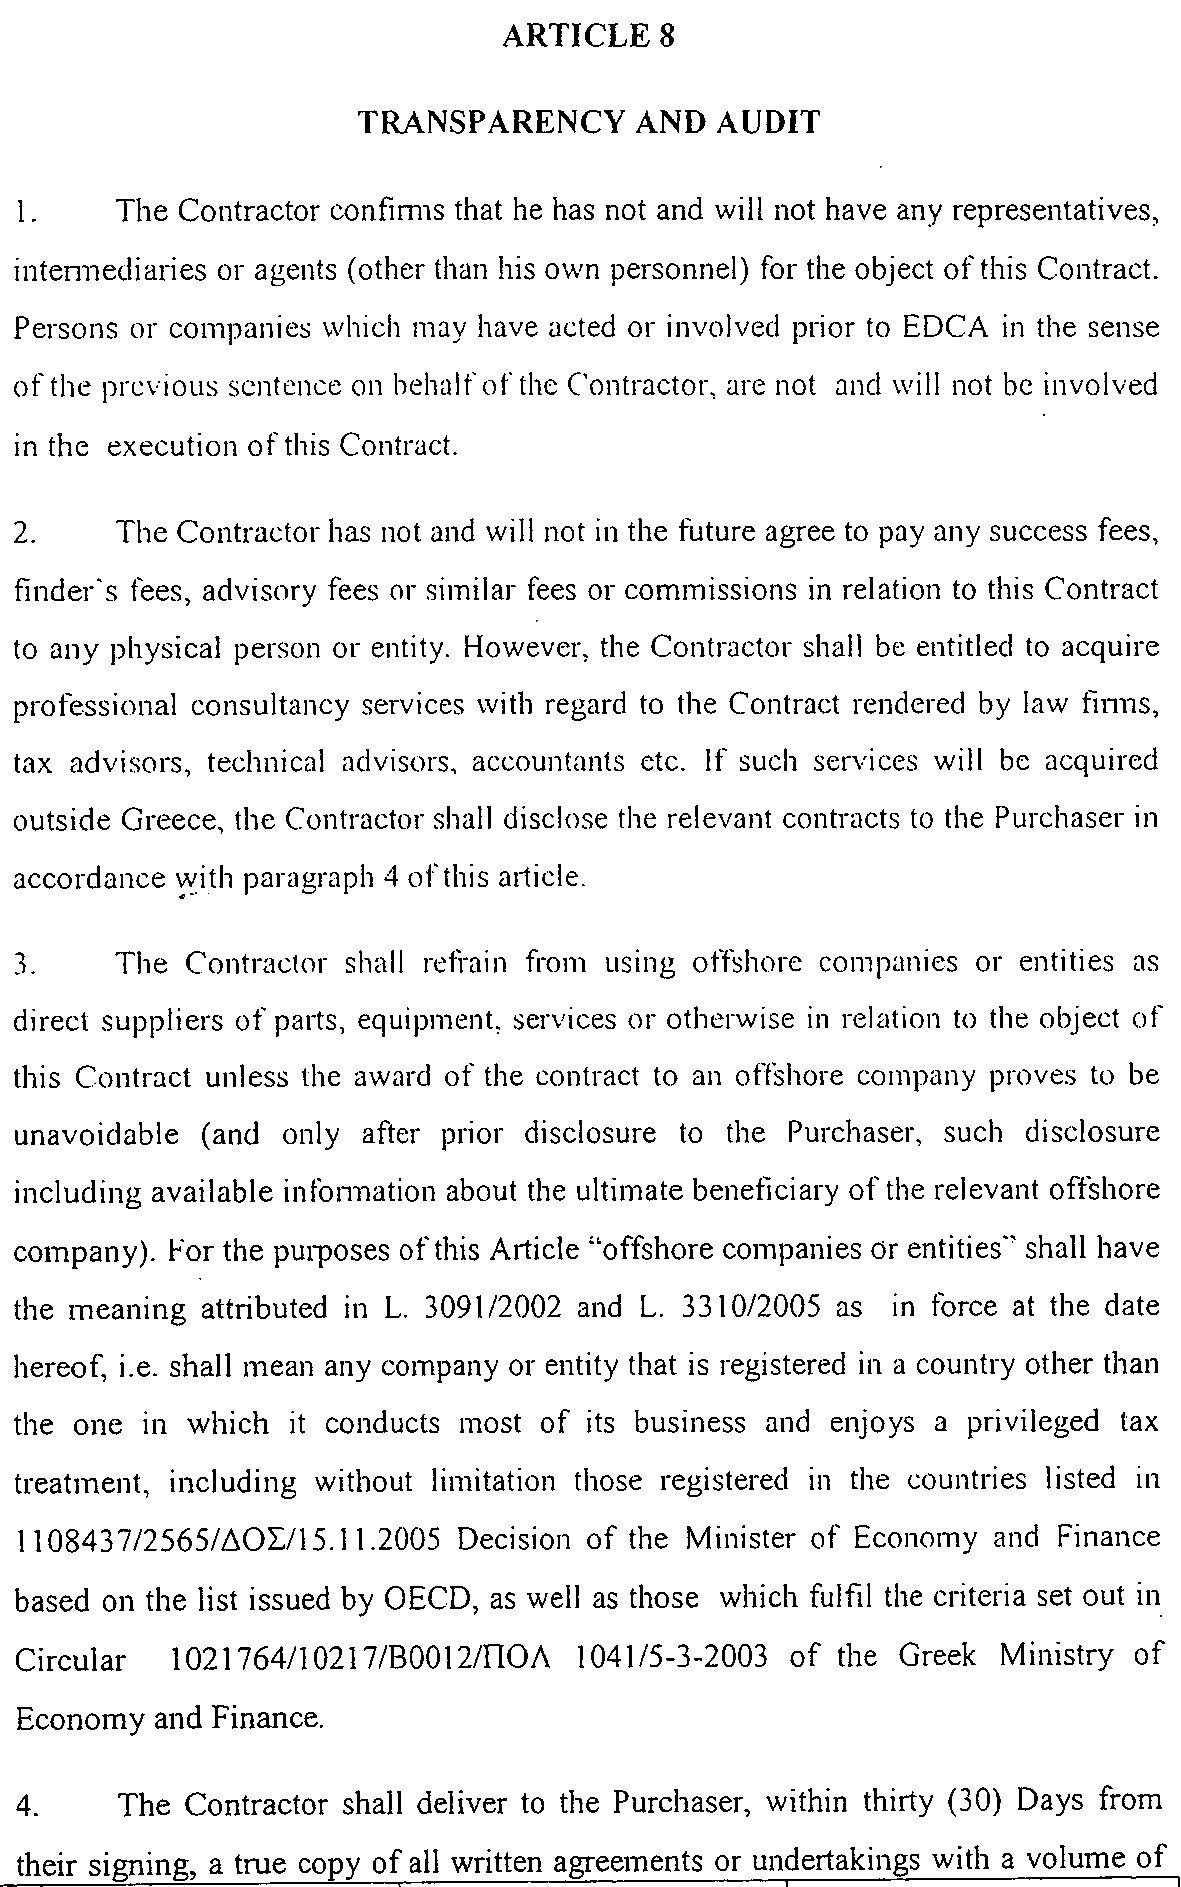 ARTICLE 8
TRANSPARENCY AND AUDIT
1. The Contractor confirms that he has not and will not have any representatives,
intermediaries or agents (other than his own personnel) for the object of this Contract.
Persons or companies which may have acted or involved prior to EDCA in the sense
of the previous sentence on behalf of the Contractor, are not and will not be involved
in the execution of this Contract.
2. The Contractor has not and will not in the future agree to pay any success fees,
finder's fees, advisory fees or similar fees or commissions in relation to this Contract
to any physical person or entity. However, the Contractor shall be entitled to acquire
professional consultancy services with regard to the Contract rendered by law firms,
tax advisors, technical advisors, accountants etc. If such services will be acquired
outside Greece, the Contractor shall disclose the relevant contracts to the Purchaser in
accordance with paragraph 4 of this article.
3. The Contractor shall refrain from using offshore companies or entities as
direct suppliers of parts, equipment, services or otherwise in relation to the object of
this Contract unless the award of the contract to an offshore company proves to be
unavoidable (and only after prior disclosure to the Purchaser, such disclosure
including available information about the ultimate beneficiary of the relevant offshore
company). For the purposes of this Article “offshore companies or entities” shall have
the meaning attributed in L. 3091/2002 and L. 3310/2005 as in force at the date
hereof, i.e. shall mean any company or entity that is registered in a country other than
the one in which it conducts most of its business and enjoys a privileged tax
treatment, including without limitation those registered in the countries listed in
1108437/2565/ΔΟΣ/15.11.2005 Decision of the Minister of Economy and Finance
based on the list issued by OECD, as well as those which fulfil the criteria set out in
Circular 1021764/10217/B0012/ΠΟΛ 1041/5-3-2003 of the Greek Ministry of
Economy and Finance.
4. The Contractor shall deliver to the Purchaser, within thirty (30) Days from
their signing, a true copy of all written agreements or undertakings with a volume of